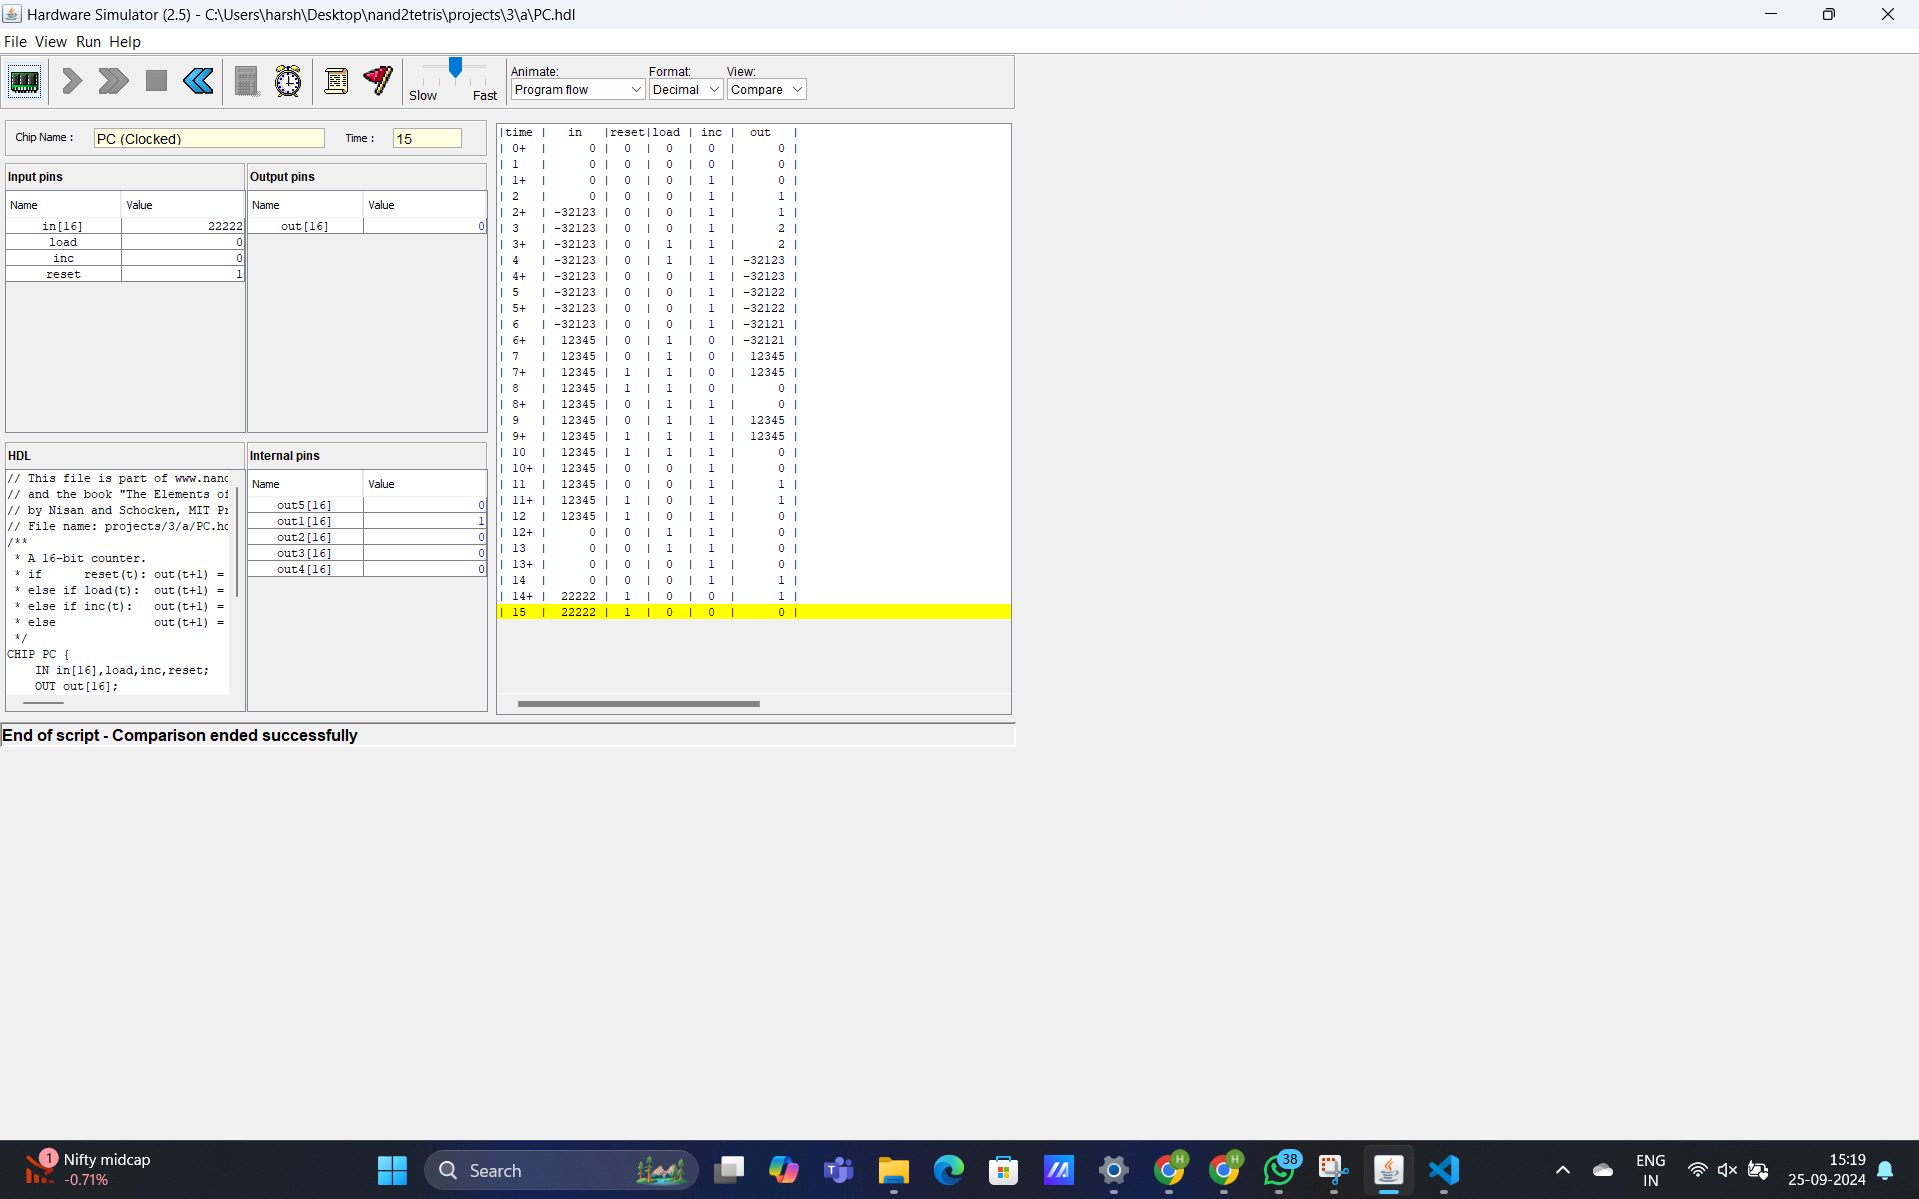 Hardware Simulator (2.5) - C:\Users\harsh\Desktop\nand2tetris\projects\3\a\PC.hdl
File View Run Help
Slow Fast
Animate: Format: View:
Program flow Decimal Compare
Chip Name : PC (Clocked) Time : 15
Input pins
Name Value
in[16] 22222
load 0
inc 0
reset 1
Output pins
Name Value
out[16] 0
HDL
// This file is part of www.nand
// and the book "The Elements of
// by Nisan and Schocken, MIT Pr
// File name: projects/3/a/PC.hd
/**
* A 16-bit counter.
* if reset(t): out(t+1) =
* else if load(t): out(t+1) =
* else if inc(t): out(t+1) =
* else out(t+1) =
*/
CHIP PC {
IN in[16],load,inc,reset;
OUT out[16];
Internal pins
Name Value
out5[16] 0
out1[16] 1
out2[16] 0
out3[16] 0
out4[16] 0
|time | in |reset|load | inc | out |
| 0+ | 0 | 0 | 0 | 0 | 0 |
| 1 | 0 | 0 | 0 | 0 | 0 |
| 1+ | 0 | 0 | 0 | 1 | 0 |
| 2 | 0 | 0 | 0 | 1 | 1 |
| 2+ | -32123 | 0 | 0 | 1 | 1 |
| 3 | -32123 | 0 | 0 | 1 | 2 |
| 3+ | -32123 | 0 | 1 | 1 | 2 |
| 4 | -32123 | 0 | 1 | 1 | -32123 |
| 4+ | -32123 | 0 | 0 | 1 | -32123 |
| 5 | -32123 | 0 | 0 | 1 | -32122 |
| 5+ | -32123 | 0 | 0 | 1 | -32122 |
| 6 | -32123 | 0 | 0 | 1 | -32121 |
| 6+ | 12345 | 0 | 1 | 0 | -32121 |
| 7 | 12345 | 0 | 1 | 0 | 12345 |
| 7+ | 12345 | 1 | 1 | 0 | 12345 |
| 8 | 12345 | 1 | 1 | 0 | 0 |
| 8+ | 12345 | 0 | 1 | 1 | 0 |
| 9 | 12345 | 0 | 1 | 1 | 12345 |
| 9+ | 12345 | 1 | 1 | 1 | 12345 |
| 10 | 12345 | 1 | 1 | 1 | 0 |
| 10+ | 12345 | 0 | 0 | 1 | 0 |
| 11 | 12345 | 0 | 0 | 1 | 1 |
| 11+ | 12345 | 1 | 0 | 1 | 1 |
| 12 | 12345 | 1 | 0 | 1 | 0 |
| 12+ | 0 | 0 | 1 | 1 | 0 |
| 13 | 0 | 0 | 1 | 1 | 0 |
| 13+ | 0 | 0 | 0 | 1 | 0 |
| 14 | 0 | 0 | 0 | 1 | 1 |
| 14+ | 22222 | 1 | 0 | 0 | 1 |
| 15 | 22222 | 1 | 0 | 0 | 0 |
End of script - Comparison ended successfully
1 Nifty midcap
-0.71%
Search
H
H
38
ENG
IN
15:19
25-09-2024